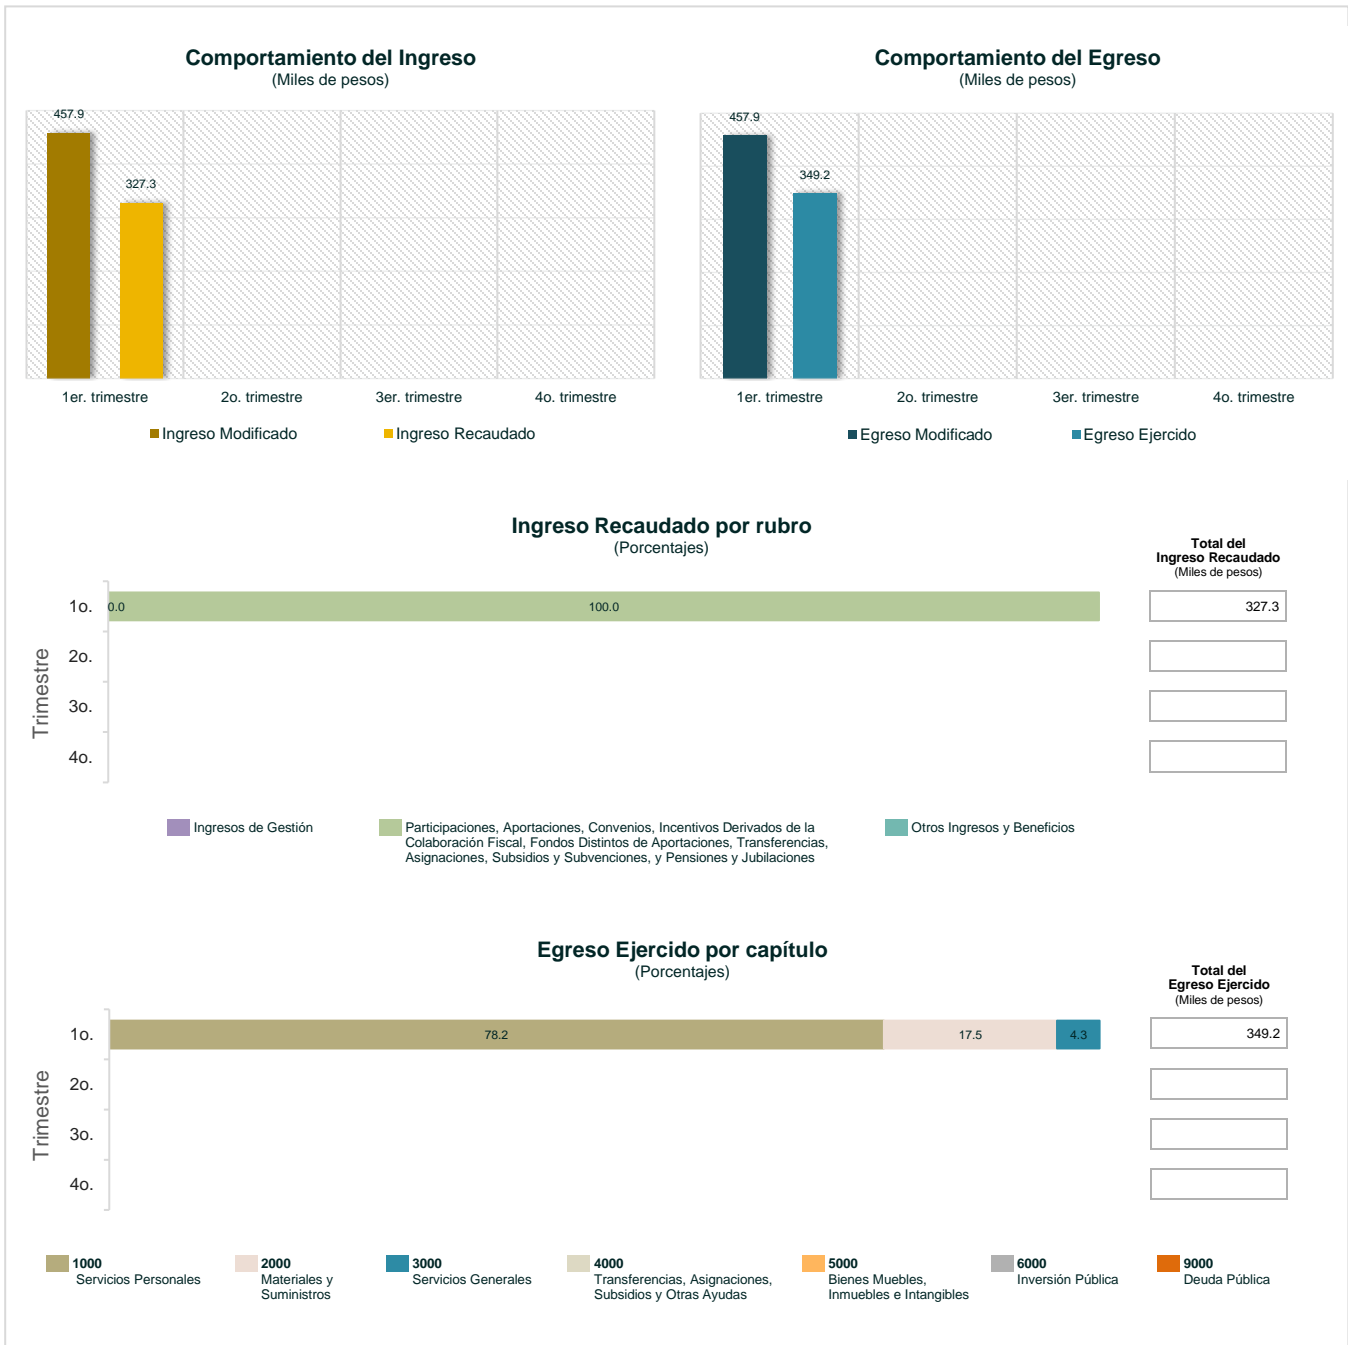 Comportamiento del Ingreso
(Miles de pesos)
457.9
327.3
1er. trimestre
2o. trimestre
3er. trimestre
4o. trimestre
Ingreso Modificado
Ingreso Recaudado
Comportamiento del Egreso
(Miles de pesos)
457.9
349.2
1er. trimestre
2o. trimestre
3er. trimestre
4o. trimestre
Egreso Modificado
Egreso Ejercido
Ingreso Recaudado por rubro
(Porcentajes)
Total del
Ingreso Recaudado
(Miles de pesos)
Trimestre
1o.
0.0
100.0
327.3
2o.
3o.
4o.
Ingresos de Gestión
Participaciones, Aportaciones, Convenios, Incentivos Derivados de la
Colaboración Fiscal, Fondos Distintos de Aportaciones, Transferencias,
Asignaciones, Subsidios y Subvenciones, y Pensiones y Jubilaciones
Otros Ingresos y Beneficios
Egreso Ejercido por capítulo
(Porcentajes)
Total del
Egreso Ejercido
(Miles de pesos)
Trimestre
1o.
78.2
17.5
4.3
349.2
2o.
3o.
4o.
1000
Servicios Personales
2000
Materiales y
Suministros
3000
Servicios Generales
4000
Transferencias, Asignaciones,
Subsidios y Otras Ayudas
5000
Bienes Muebles,
Inmuebles e Intangibles
6000
Inversión Pública
9000
Deuda Pública